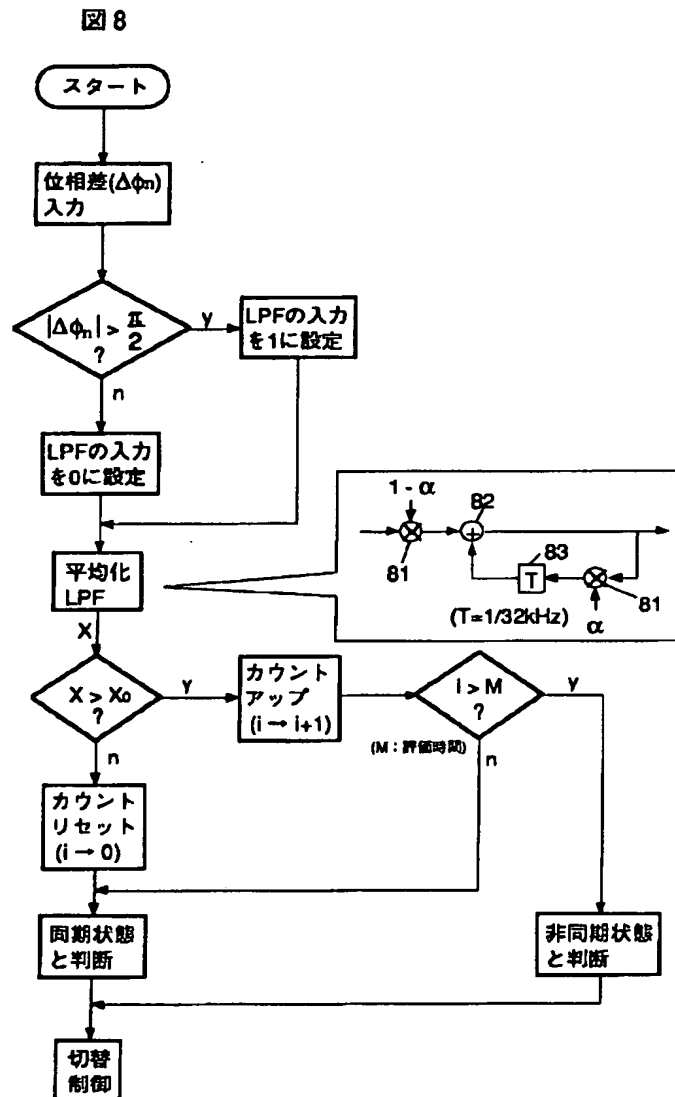 図 8
スタート
位相差(Δϕn)
入力
|Δϕn| > π/2
?
y
LPFの入力
を1に設定
n
LPFの入力
を0に設定
平均化
LPF
1 - α
82
81
83
T
81
(T=1/32kHz)
α
X
X > X₀
?
y
カウント
アップ
(i → i+1)
i > M
?
y
(M：評価時間)
n
n
カウント
リセット
(i → 0)
同期状態
と判断
非同期状態
と判断
切替
制御